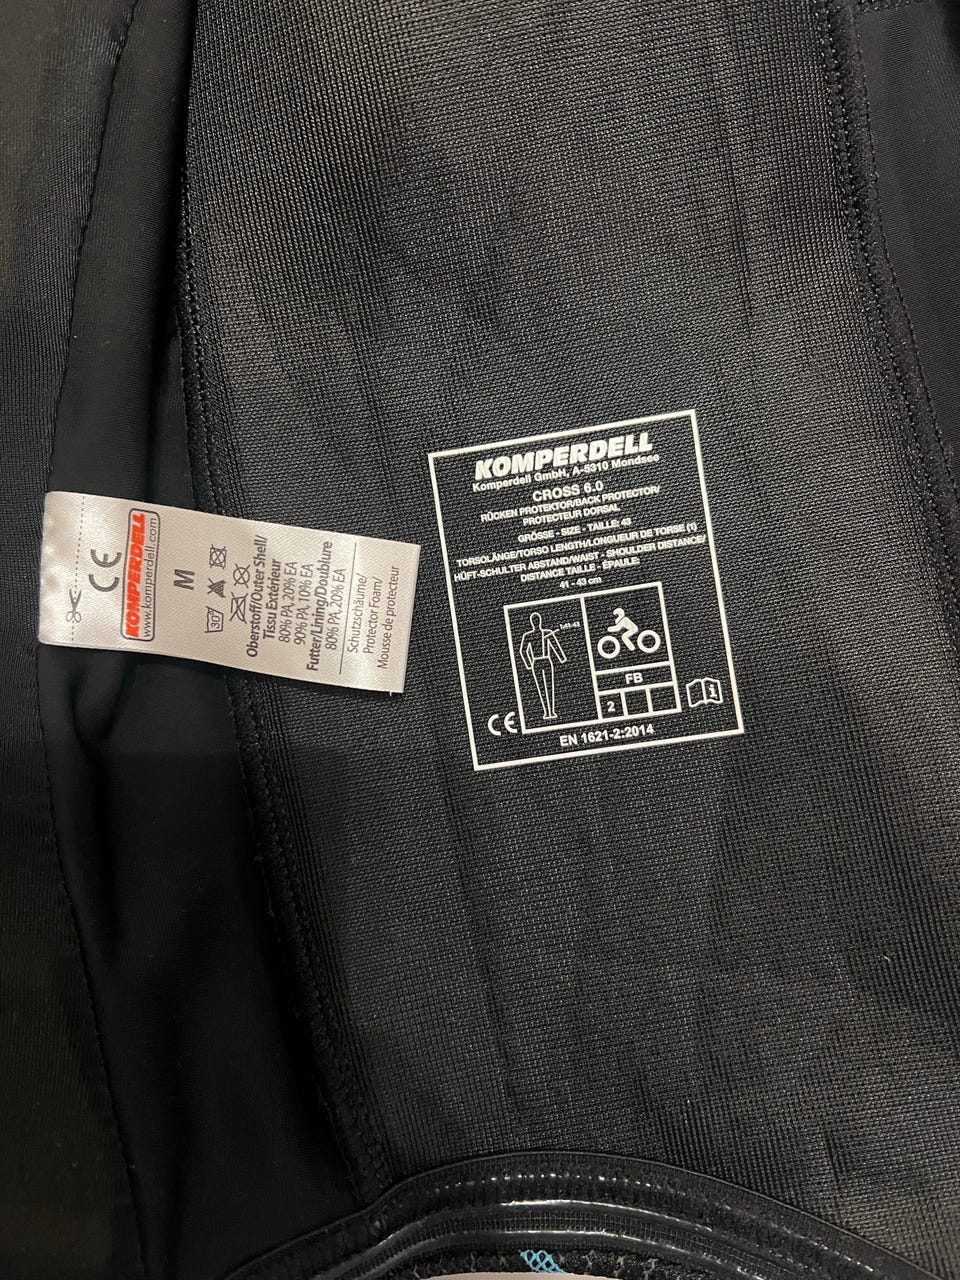 CE
KOMPERDELL
www.komperdell.com
M
30°
Oberstoff/Outer Shell/
Tissu Extérieur
80% PA, 20% EA
90% PA, 10% EA
Futter/Lining/Doublure
80% PA, 20% EA
Schutzschäume/
Protector Foam/
Mousse de protecteur
KOMPERDELL
Komperdell GmbH, A-5310 Mondsee
CROSS 6.0
RÜCKEN PROTEKTOR/BACK PROTECTOR/
PROTECTEUR DORSAL
GRÖSSE - SIZE - TAILLE: 43
TORSOLÄNGE/TORSO LENGTH/LONGUEUR DE TORSE (1)
HÜFT-SCHULTER ABSTAND/WAIST - SHOULDER DISTANCE/
DISTANCE TAILLE - ÉPAULE:
41 - 43 cm
FB
2
i
CE
EN 1621-2:2014